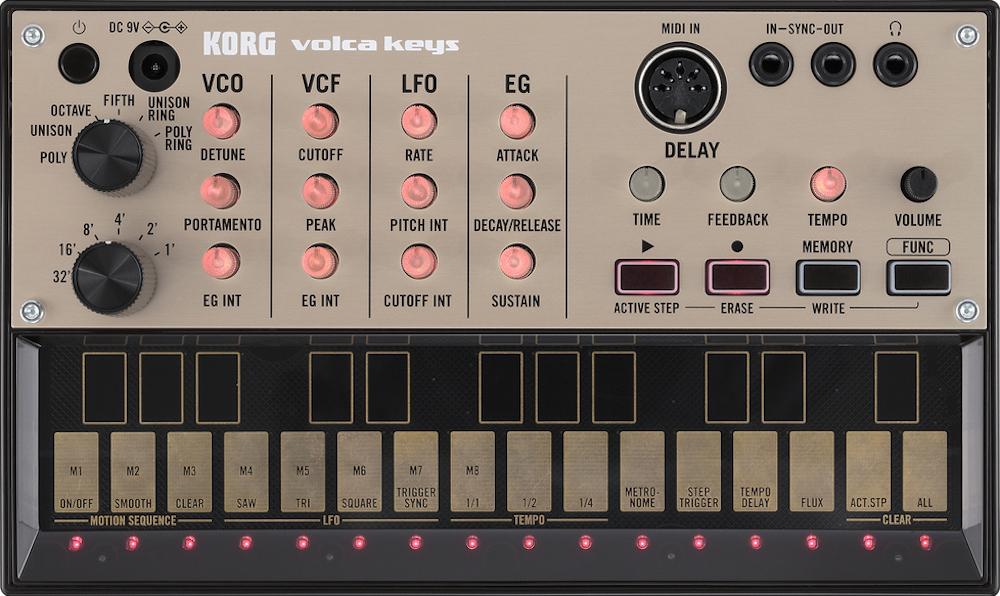 DC 9V
KORG volca keys
MIDI IN
IN-SYNC-OUT
VCO
VCF
LFO
EG
OCTAVE
FIFTH
UNISON RING
UNISON
POLY RING
POLY
DETUNE
CUTOFF
RATE
ATTACK
DELAY
PORTAMENTO
PEAK
PITCH INT
DECAY/RELEASE
TIME
FEEDBACK
TEMPO
VOLUME
4'
8'
2'
16'
1'
32'
MEMORY
FUNC
EG INT
EG INT
CUTOFF INT
SUSTAIN
ACTIVE STEP
ERASE
WRITE
M1
M2
M3
M4
M5
M6
M7
M8
ON/OFF
SMOOTH
CLEAR
SAW
TRI
SQUARE
TRIGGER SYNC
1/1
1/2
1/4
METRO-NOME
STEP TRIGGER
TEMPO DELAY
FLUX
ACT.STP
ALL
MOTION SEQUENCE
LFO
TEMPO
CLEAR